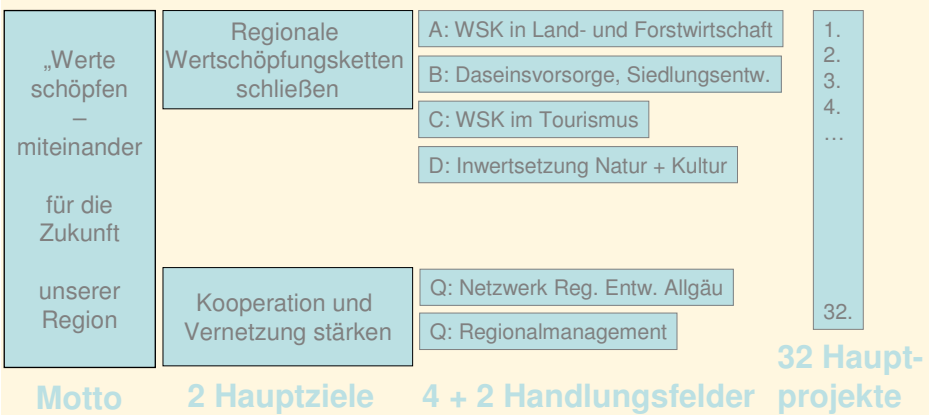 „Werte
schöpfen
–
miteinander
für die
Zukunft
unserer
Region
Regionale
Wertschöpfungsketten
schließen
Kooperation und
Vernetzung stärken
A: WSK in Land- und Forstwirtschaft
B: Daseinsvorsorge, Siedlungsentw.
C: WSK im Tourismus
D: Inwertsetzung Natur + Kultur
Q: Netzwerk Reg. Entw. Allgäu
Q: Regionalmanagement
1.
2.
3.
4.
…
32.
Motto
2 Hauptziele
4 + 2 Handlungsfelder
32 Haupt-
projekte